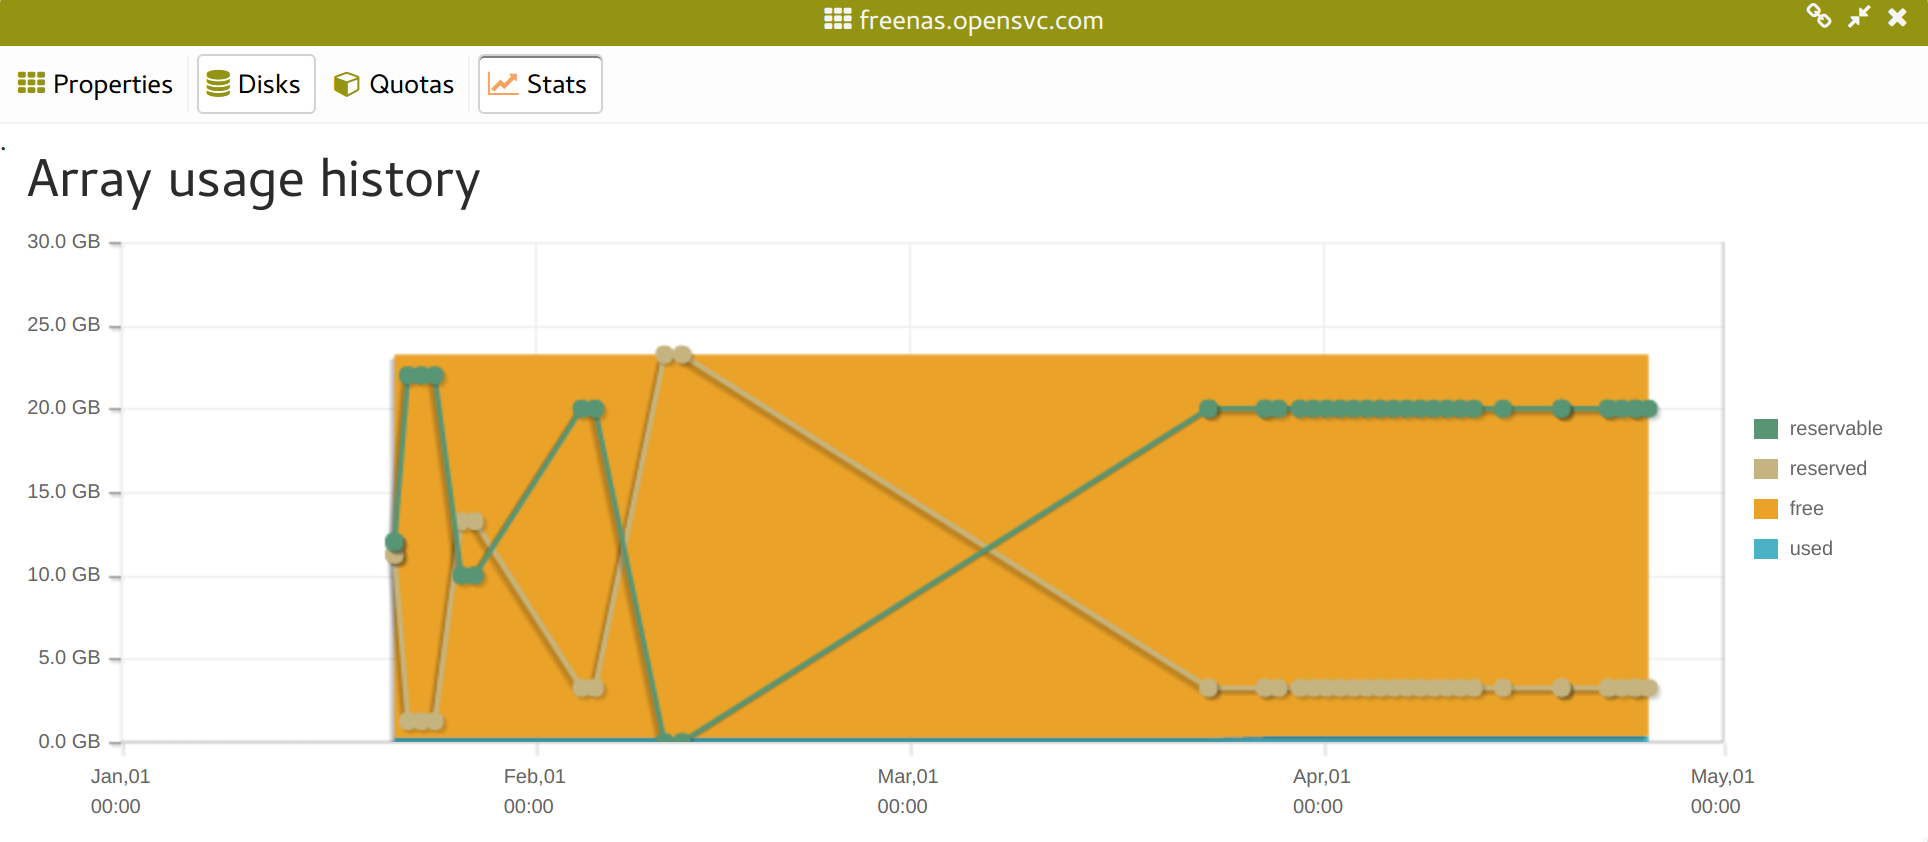 freenas.opensvc.com
Properties Disks Quotas Stats
.
Array usage history
30.0 GB
25.0 GB
20.0 GB
15.0 GB
10.0 GB
5.0 GB
0.0 GB
Jan,01 Feb,01 Mar,01 Apr,01 May,01
00:00 00:00 00:00 00:00 00:00
reservable
reserved
free
used